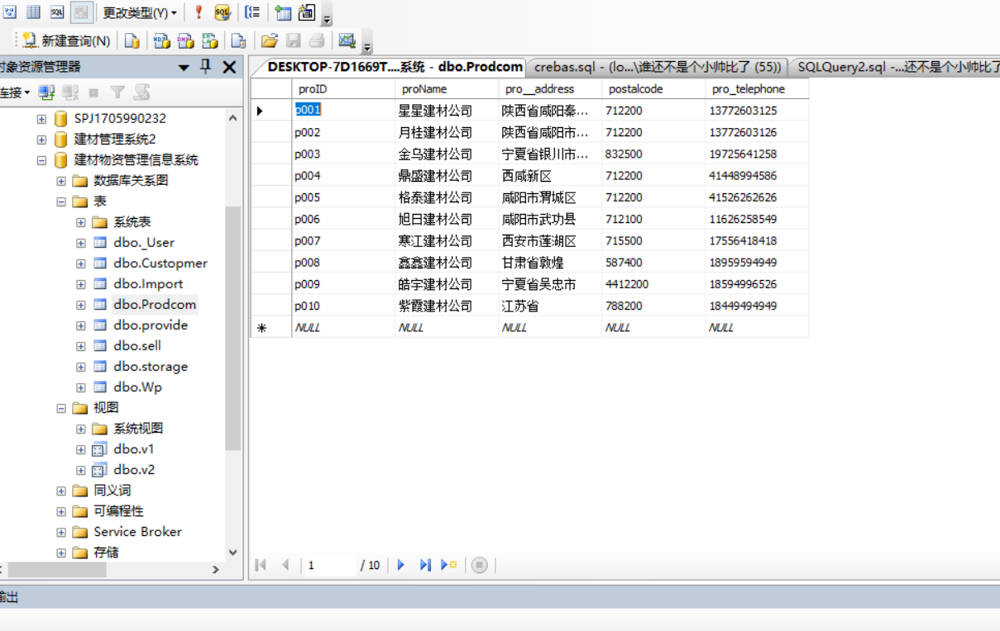 更改类型(Y)
新建查询(N)
对象资源管理器
连接
SPJ1705990232
建材管理系统2
建材物资管理信息系统
数据库关系图
表
系统表
dbo._User
dbo.Custopmer
dbo.Import
dbo.Prodcom
dbo.provide
dbo.sell
dbo.storage
dbo.Wp
视图
系统视图
dbo.v1
dbo.v2
同义词
可编程性
Service Broker
存储
DESKTOP-7D1669T....系统 - dbo.Prodcom crebas.sql - (lo...\谁还不是个小帅比了 (55)) SQLQuery2.sql -...还不是个小帅比了
proID proName pro__address postalcode pro_telephone
p001 星星建材公司 陕西省咸阳秦... 712200 13772603125
p002 月桂建材公司 陕西省咸阳市... 712200 13772603126
p003 金乌建材公司 宁夏省银川市... 832500 19725641258
p004 鼎盛建材公司 西咸新区 712200 41448994586
p005 格泰建材公司 咸阳市渭城区 712200 41526262626
p006 旭日建材公司 咸阳市武功县 712100 11626258549
p007 寒江建材公司 西安市莲湖区 715500 17556418418
p008 鑫鑫建材公司 甘肃省敦煌 587400 18959594949
p009 皓宇建材公司 宁夏省吴忠市 4412200 18594996526
p010 紫霞建材公司 江苏省 788200 18449494949
NULL NULL NULL NULL NULL
1 / 10
输出